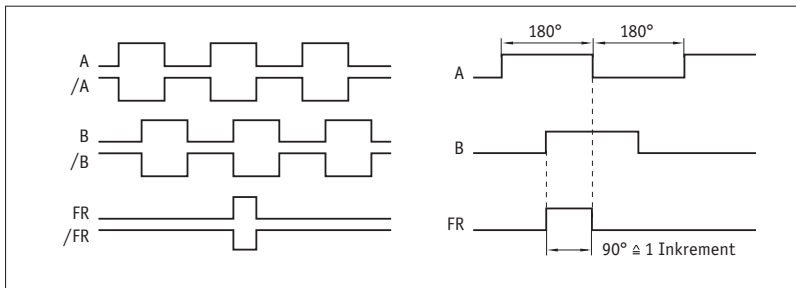 A
/A
B
/B
FR
/FR
180° 180°
A
B
FR
90° ≙ 1 Inkrement